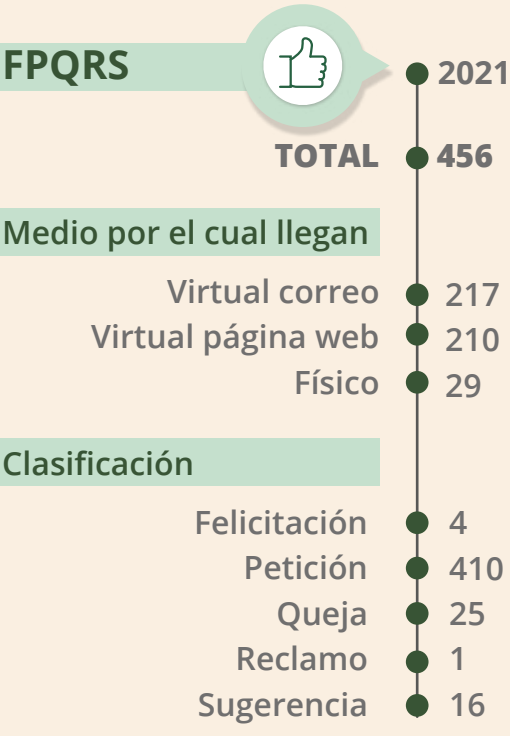 FPQRS 2021
TOTAL 456
Medio por el cual llegan
Virtual correo 217
Virtual página web 210
Físico 29
Clasificación
Felicitación 4
Petición 410
Queja 25
Reclamo 1
Sugerencia 16